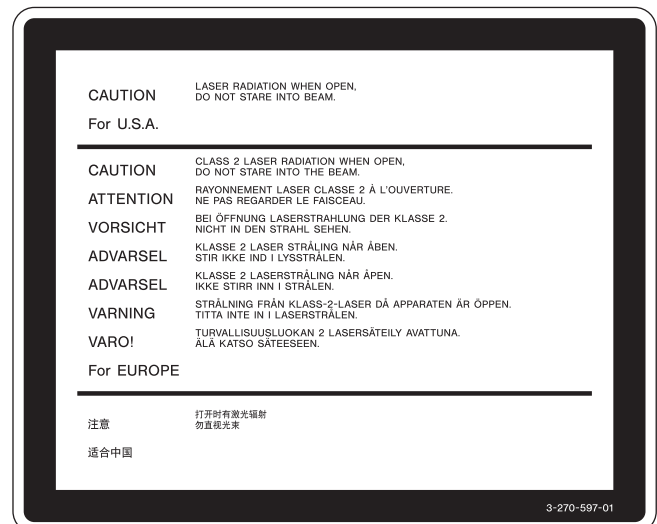 CAUTION
LASER RADIATION WHEN OPEN,
DO NOT STARE INTO BEAM.
For U.S.A.
CAUTION
CLASS 2 LASER RADIATION WHEN OPEN,
DO NOT STARE INTO THE BEAM.
ATTENTION
RAYONNEMENT LASER CLASSE 2 À L'OUVERTURE.
NE PAS REGARDER LE FAISCEAU.
VORSICHT
BEI ÖFFNUNG LASERSTRAHLUNG DER KLASSE 2.
NICHT IN DEN STRAHL SEHEN.
ADVARSEL
KLASSE 2 LASER STRÅLING NÅR ÅBEN.
STIR IKKE IND I LYSSTRÅLEN.
ADVARSEL
KLASSE 2 LASERSTRÅLING NÅR ÅPEN.
IKKE STIRR INN I STRÅLEN.
VARNING
STRÅLNING FRÅN KLASS-2-LASER DÅ APPARATEN ÄR ÖPPEN.
TITTA INTE IN I LASERSTRÅLEN.
VARO!
TURVALLISUUSLUOKAN 2 LASERSÄTEILY AVATTUNA.
ÄLÄ KATSO SÄTEESEEN.
For EUROPE
注意
打开时有激光辐射
勿直视光束
适合中国
3-270-597-01